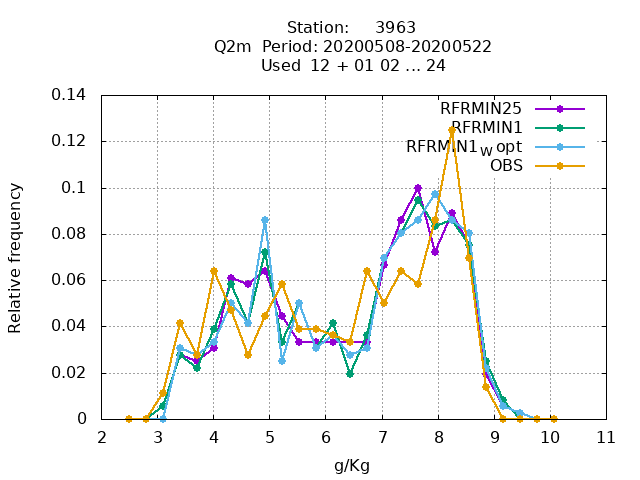 Station:     3963
Q2m  Period: 20200508-20200522
Used  12 + 01 02 ... 24
0.14
0.12
0.1
0.08
0.06
0.04
0.02
0
2 3 4 5 6 7 8 9 10 11
Relative frequency
g/Kg
RFRMIN25
RFRMIN1
RFRMIN1wopt
OBS